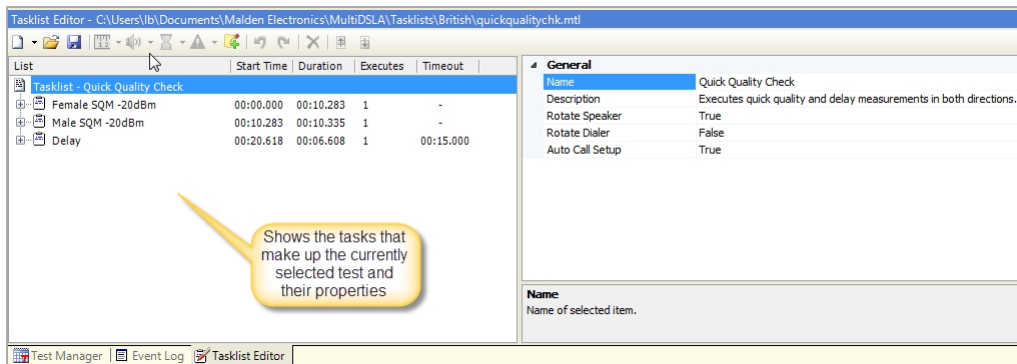 Tasklist Editor - C:\Users\lb\Documents\Malden Electronics\MultiDSLA\Tasklists\British\quickqualitychk.mtl
List Start Time Duration Executes Timeout
Tasklist - Quick Quality Check
Female SQM -20dBm 00:00.000 00:10.283 1 -
Male SQM -20dBm 00:10.283 00:10.335 1 -
Delay 00:20.618 00:06.608 1 00:15.000
Shows the tasks that
make up the currently
selected test and
their properties
General
Name Quick Quality Check
Description Executes quick quality and delay measurements in both directions.
Rotate Speaker True
Rotate Dialer False
Auto Call Setup True
Name
Name of selected item.
Test Manager Event Log Tasklist Editor